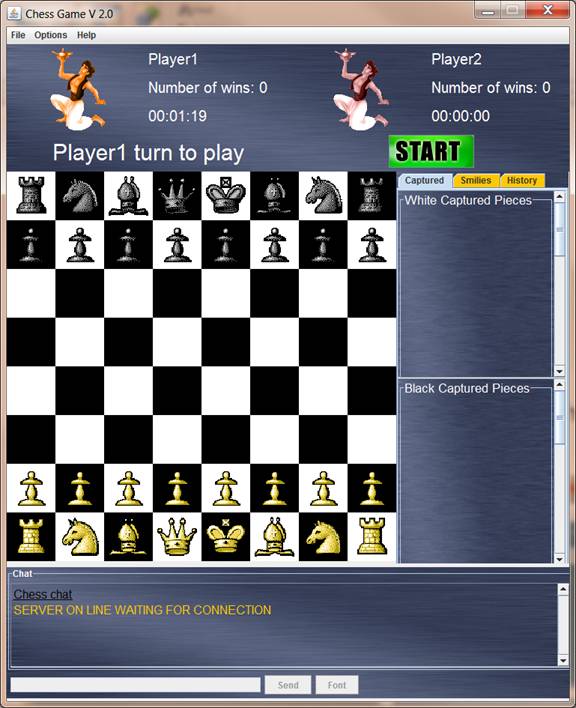 Chess Game V 2.0
File Options Help
Player1
Number of wins: 0
00:01:19
Player2
Number of wins: 0
00:00:00
Player1 turn to play
START
Captured Smilies History
White Captured Pieces
Black Captured Pieces
Chat
Chess chat
SERVER ON LINE WAITING FOR CONNECTION
Send Font